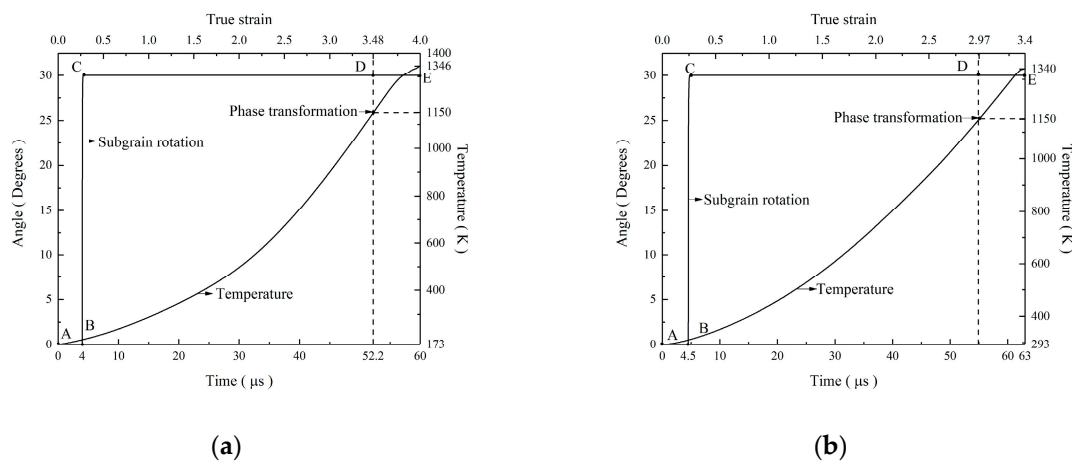 True strain
0.0 0.5 1.0 1.5 2.0 2.5 3.0 3.48 4.0
Angle ( Degrees )
30
25
20
15
10
5
0
C
D
E
Phase transformation
Subgrain rotation
Temperature
A
B
1400
1346
1150
1000
800
600
400
173
Temperature ( K )
0 4 10 20 30 40 52.2 60
Time ( μs )
(a)
True strain
0.0 0.5 1.0 1.5 2.0 2.5 2.97 3.4
Angle ( Degrees )
30
25
20
15
10
5
0
C
D
E
Phase transformation
Subgrain rotation
Temperature
A
B
1340
1150
1000
800
600
400
293
Temperature ( K )
0 4.5 10 20 30 40 50 60 63
Time ( μs )
(b)